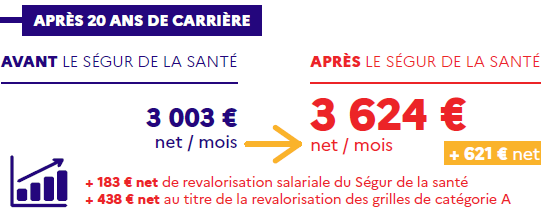 APRÈS 20 ANS DE CARRIÈRE
AVANT LE SÉGUR DE LA SANTÉ
3 003 €
net / mois
APRÈS LE SÉGUR DE LA SANTÉ
3 624 €
net / mois
+ 621 € net
+ 183 € net de revalorisation salariale du Ségur de la santé
+ 438 € net au titre de la revalorisation des grilles de catégorie A